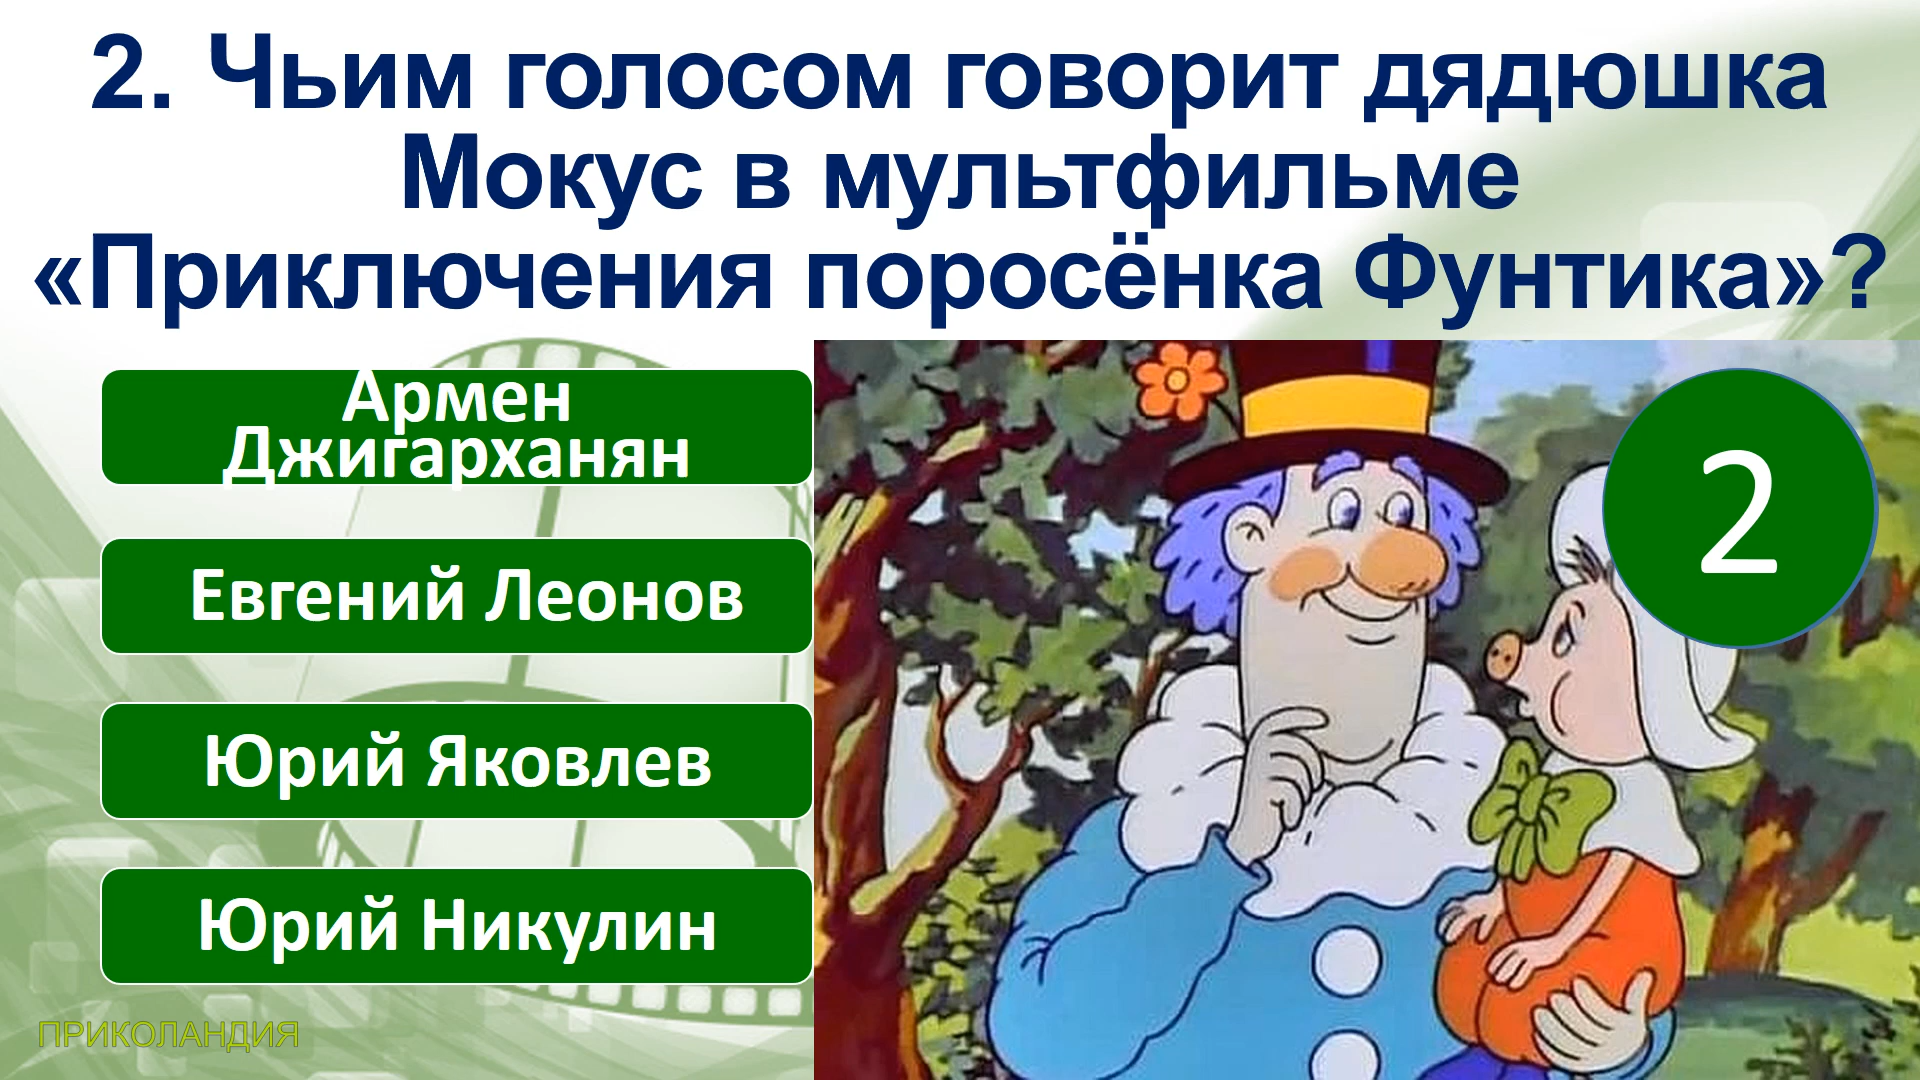 2. Чьим голосом говорит дядюшка
Мокус в мультфильме
«Приключения поросёнка Фунтика»?
Армен
Джигарханян
Евгений Леонов
Юрий Яковлев
Юрий Никулин
2
ПРИКОЛАНДИЯ